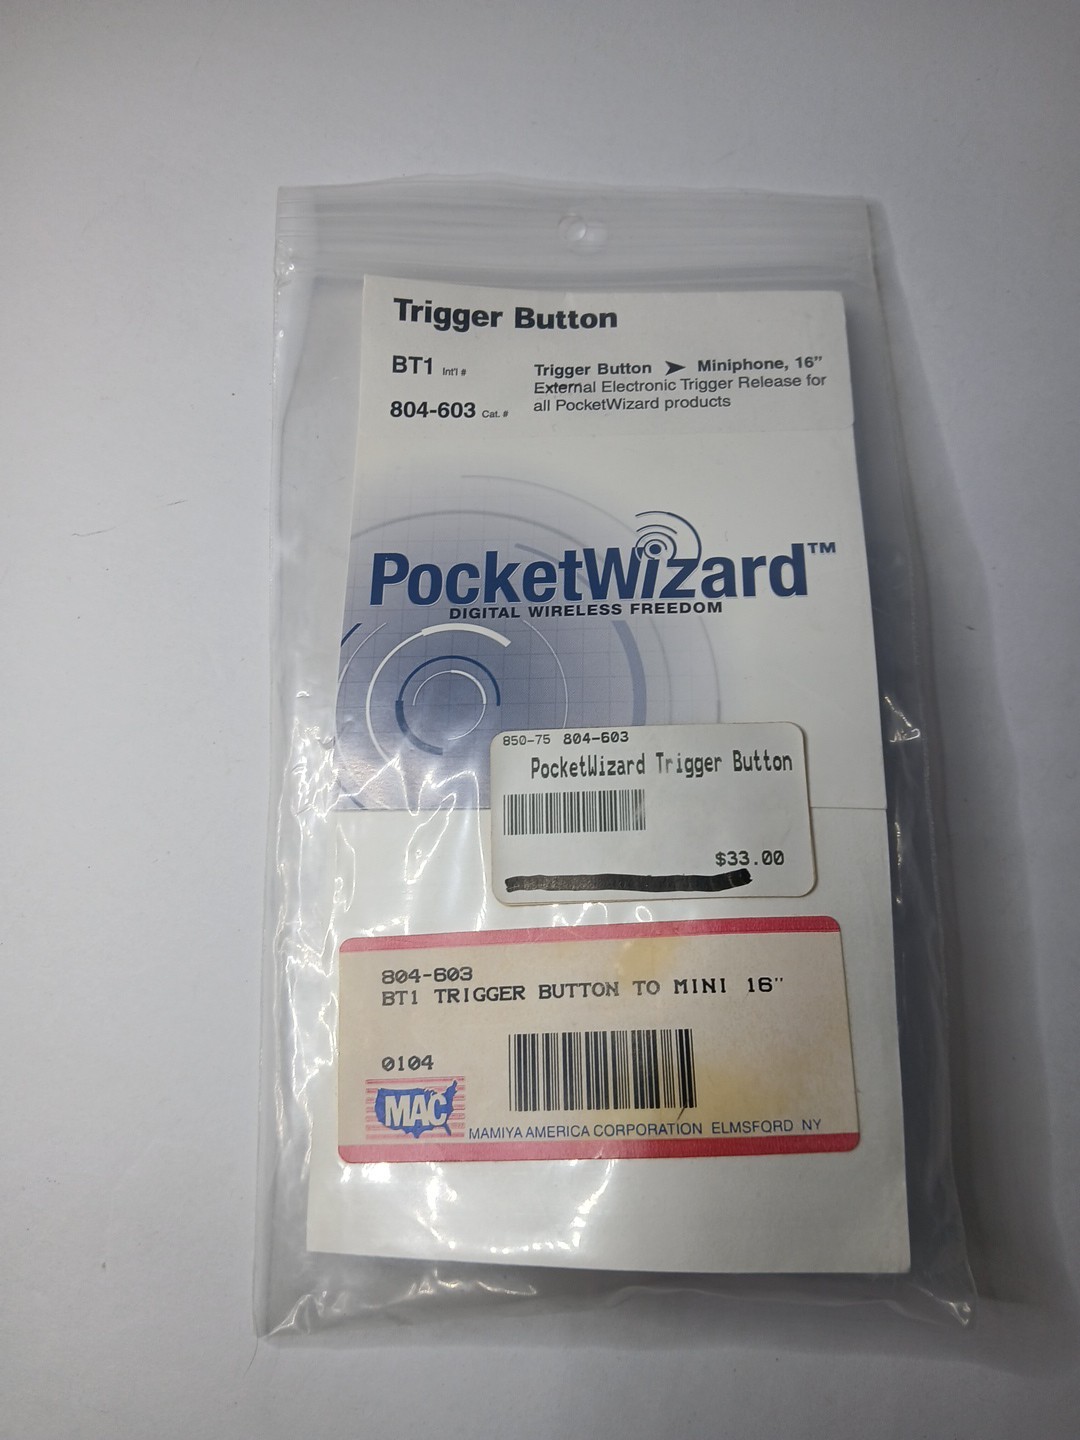 Trigger Button
BT1 Int'l #
804-603 Cat. #
Trigger Button ➤ Miniphone, 16"
External Electronic Trigger Release for
all PocketWizard products
PocketWizard™
DIGITAL WIRELESS FREEDOM
850-75 804-603
PocketWizard Trigger Button
$33.00
804-603
BT1 TRIGGER BUTTON TO MINI 16"
0104
MAC
MAMIYA AMERICA CORPORATION ELMSFORD NY